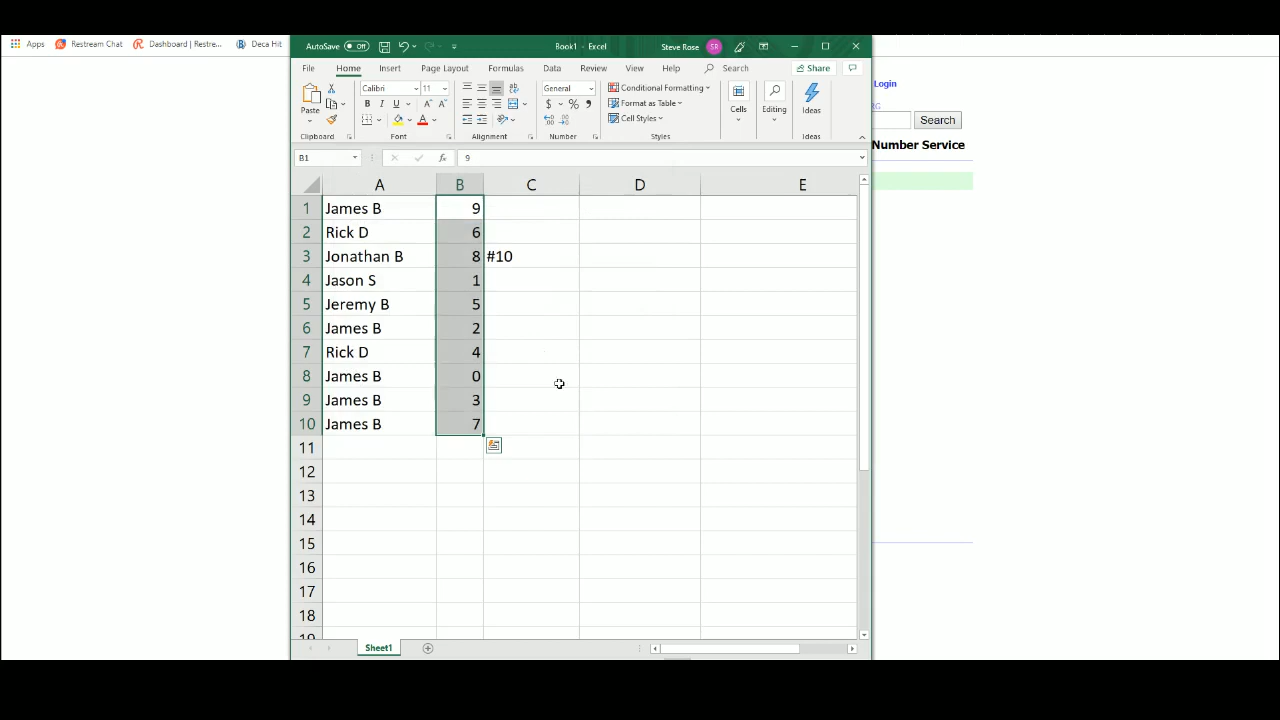 AutoSave Off Book1 - Excel Steve Rose SR
Apps Restream Chat Dashboard | Restre... Deca Hit
File Home Insert Page Layout Formulas Data Review View Help Search Share
Login
RG
Search
Number Service
Paste Calibri 11 General Conditional Formatting Format as Table Cell Styles Cells Editing Ideas
Clipboard Font Alignment Number Styles Ideas
B1 fx 9
A B C D E
1 James B 9
2 Rick D 6
3 Jonathan B 8 #10
4 Jason S 1
5 Jeremy B 5
6 James B 2
7 Rick D 4
8 James B 0
9 James B 3
10 James B 7
11
12
13
14
15
16
17
18
19
Sheet1